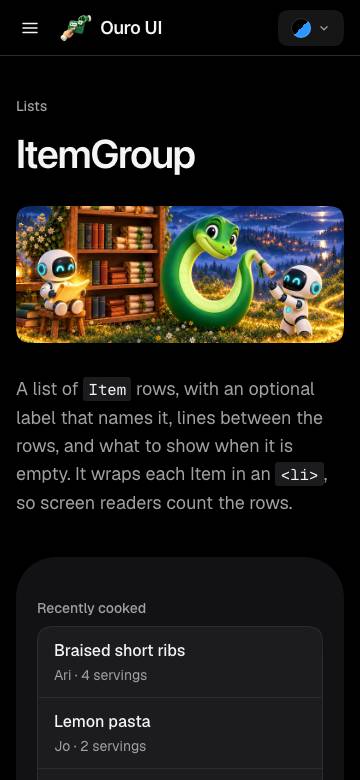 Ouro UI
Lists
ItemGroup
A list of Item rows, with an optional
label that names it, lines between the
rows, and what to show when it is
empty. It wraps each Item in an <li>,
so screen readers count the rows.
Recently cooked
Braised short ribs
Ari · 4 servings
Lemon pasta
Jo · 2 servings